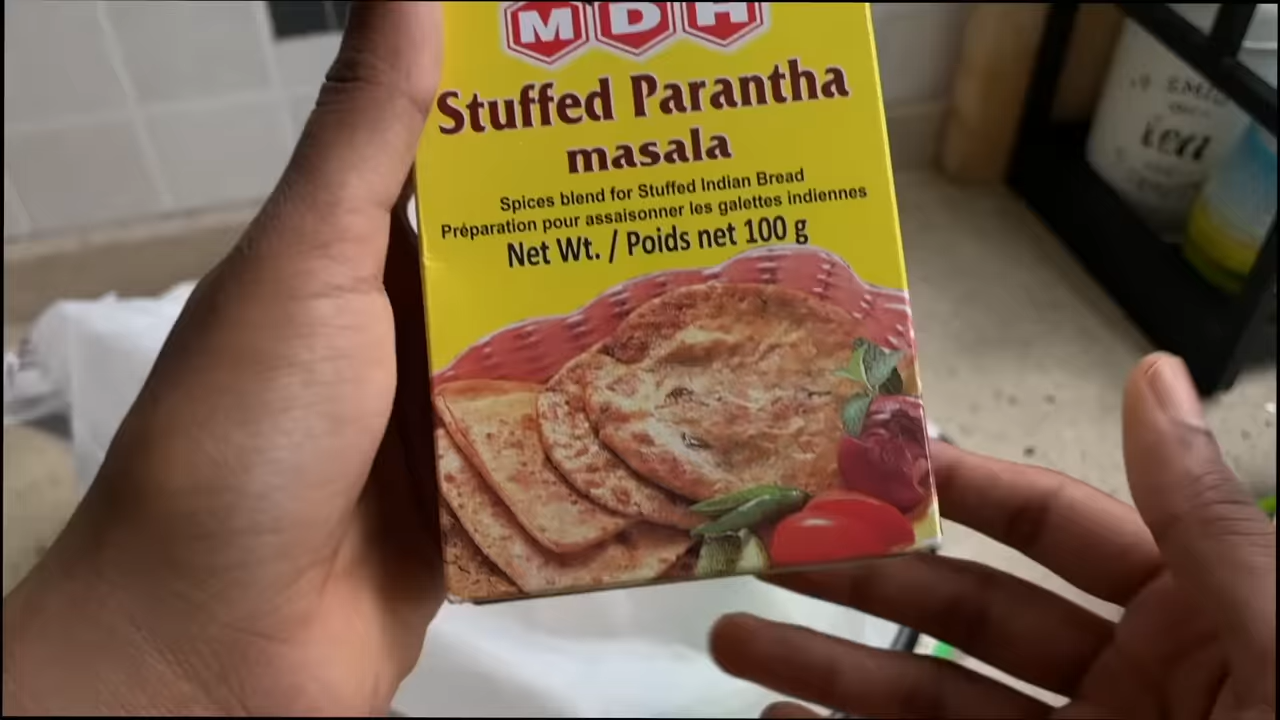 MDH
Stuffed Parantha
masala
Spices blend for Stuffed Indian Bread
Préparation pour assaisonner les galettes indiennes
Net Wt. / Poids net 100 g
tea